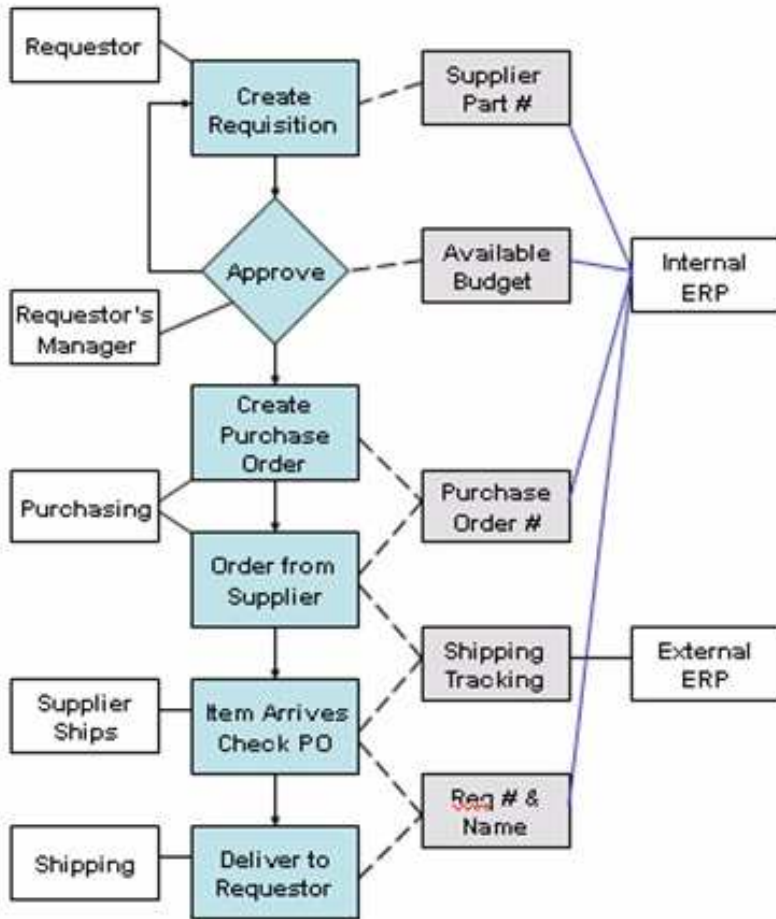 Requestor
Create
Requisition
Supplier
Part #
Approve
Available
Budget
Internal
ERP
Requestor's
Manager
Create
Purchase
Order
Purchasing
Purchase
Order #
Order from
Supplier
Shipping
Tracking
External
ERP
Supplier
Ships
Item Arrives
Check PO
Req # &
Name
Shipping
Deliver to
Requestor